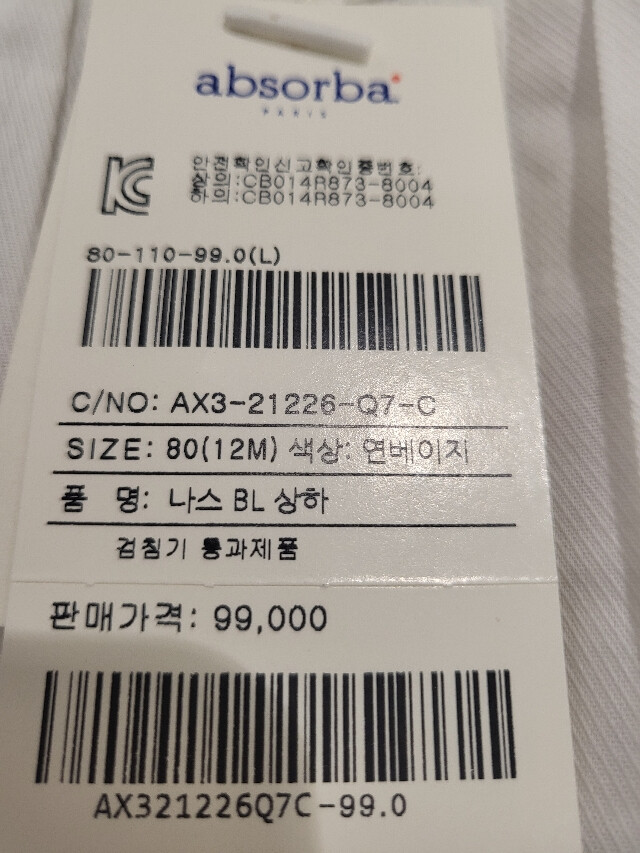 absorba
PARIS
안전확인신고확인증번호:
상의:CB014R873-8004
하의:CB014R873-8004
80-110-99.0(L)
C/NO: AX3-21226-Q7-C
SIZE: 80(12M) 색상: 연베이지
품 명: 나스 BL 상하
검침기 통과제품
판매가격: 99,000
AX321226Q7C-99.0